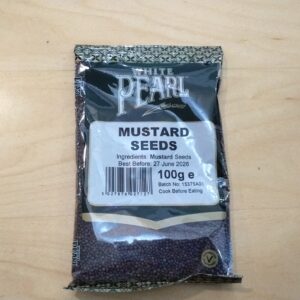 WHITE
PEARL
MUSTARD
SEEDS
Ingredients: Mustard Seeds
Best Before: 27 June 2026
100g e
Cook Before Eating